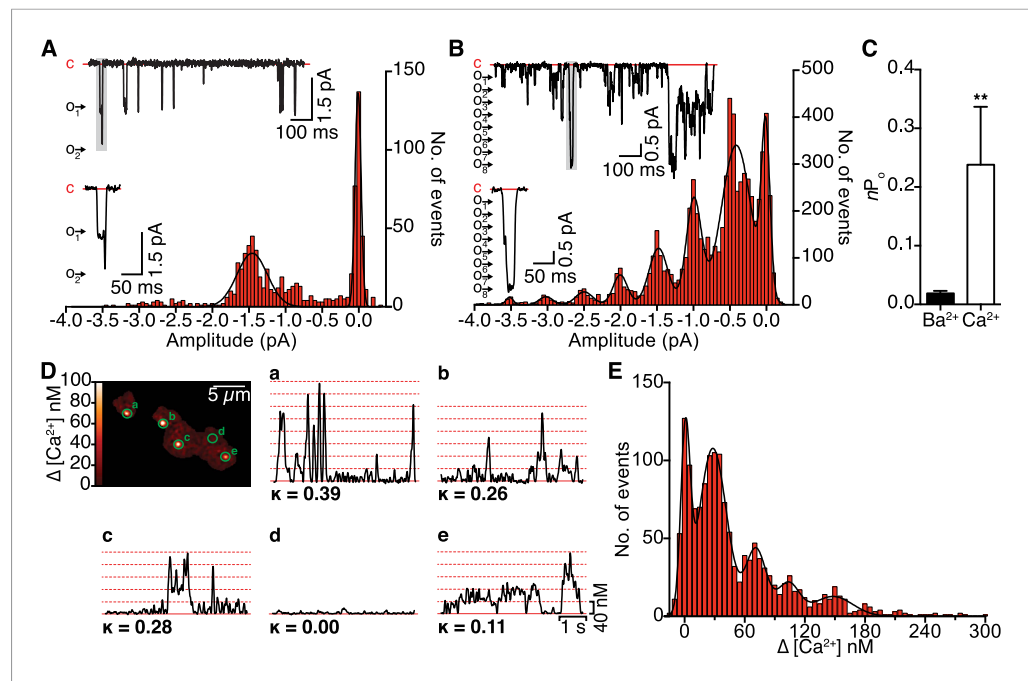 A
c
O1
O2
1.5 pA
100 ms
c
O1
O2
1.5 pA
50 ms
150
100
50
0
No. of events
-4.0 -3.5 -3.0 -2.5 -2.0 -1.5 -1.0 -0.5 0.0
Amplitude (pA)
B
c
O1
O2
O3
O4
O5
O6
O7
O8
0.5 pA
100 ms
c
O1
O2
O3
O4
O5
O6
O7
O8
0.5 pA
50 ms
500
400
300
200
100
0
No. of events
-4.0 -3.5 -3.0 -2.5 -2.0 -1.5 -1.0 -0.5 0.0
Amplitude (pA)
C
0.4
0.3
0.2
0.1
0.0
nPo
**
Ba²⁺ Ca²⁺
D
100
80
60
40
20
0
Δ [Ca²⁺] nM
5 µm
a
b
c
d
e
a
κ = 0.39
b
κ = 0.26
c
κ = 0.28
d
κ = 0.00
e
κ = 0.11
1 s
40 nM
E
150
100
50
0
No. of events
0 60 120 180 240 300
Δ [Ca²⁺] nM